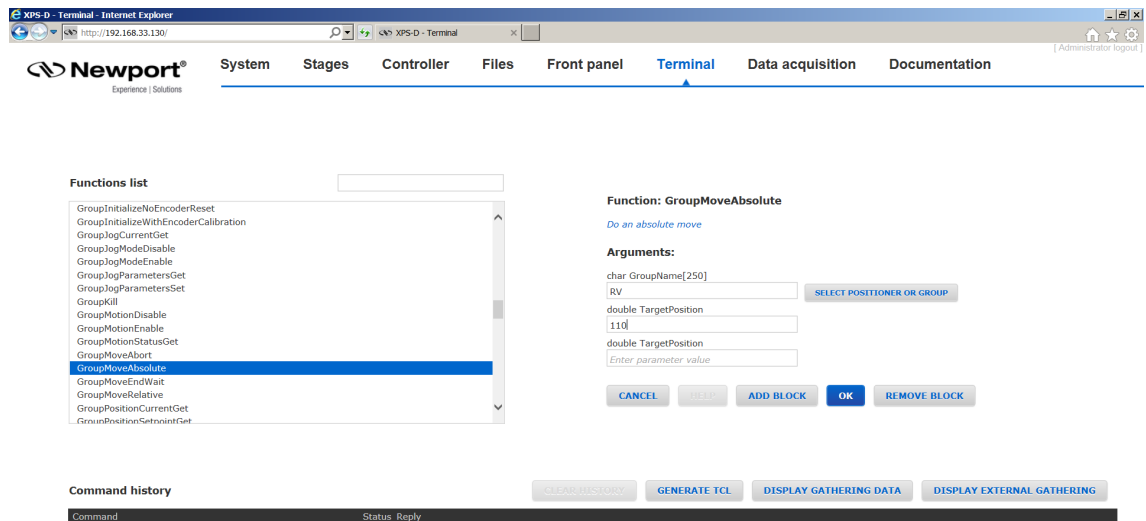 XPS-D - Terminal - Internet Explorer
http://192.168.33.130/
XPS-D - Terminal
[ Administrator logout ]
Newport®
Experience | Solutions
System Stages Controller Files Front panel Terminal Data acquisition Documentation
Functions list
GroupInitializeNoEncoderReset
GroupInitializeWithEncoderCalibration
GroupJogCurrentGet
GroupJogModeDisable
GroupJogModeEnable
GroupJogParametersGet
GroupJogParametersSet
GroupKill
GroupMotionDisable
GroupMotionEnable
GroupMotionStatusGet
GroupMoveAbort
GroupMoveAbsolute
GroupMoveEndWait
GroupMoveRelative
GroupPositionCurrentGet
GroupPositionSetpointGet
Function: GroupMoveAbsolute
Do an absolute move
Arguments:
char GroupName[250]
RV SELECT POSITIONER OR GROUP
double TargetPosition
110
double TargetPosition
Enter parameter value
CANCEL HELP ADD BLOCK OK REMOVE BLOCK
Command history CLEAR HISTORY GENERATE TCL DISPLAY GATHERING DATA DISPLAY EXTERNAL GATHERING
Command Status Reply